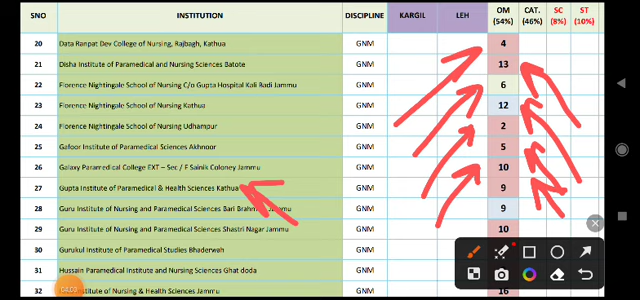 SNO INSTITUTION DISCIPLINE KARGIL LEH OM (54%) CAT. (46%) SC (8%) ST (10%)
20 Data Ranpat Dev College of Nursing, Rajbagh, Kathua GNM 4
21 Disha Institute of Paramedical and Nursing Sciences Batote GNM 13
22 Florence Nightingale School of Nursing C/o Gupta Hospital Kali Badi Jammu GNM 6
23 Florence Nightingale School of Nursing Kathua GNM 12
24 Florence Nightingale School of Nursing Udhampur GNM 2
25 Gafoor Institute of Paramedical Sciences Akhnoor GNM 5
26 Galaxy Paramedical College EXT – Sec / F Sainik Coloney Jammu GNM 10
27 Gupta Institute of Paramedical & Health Sciences Kathua GNM 9
28 Guru Institute of Nursing and Paramedical Sciences Bari Brahmana Jammu GNM 9
29 Guru Institute of Nursing and Paramedical Sciences Shastri Nagar Jammu GNM 10
30 Gurukul Institute of Paramedical Studies Bhaderwah GNM
31 Hussain Paramedical Institute and Nursing Sciences Ghat doda GNM
32 Institute of Nursing & Health Sciences Jammu GNM 16